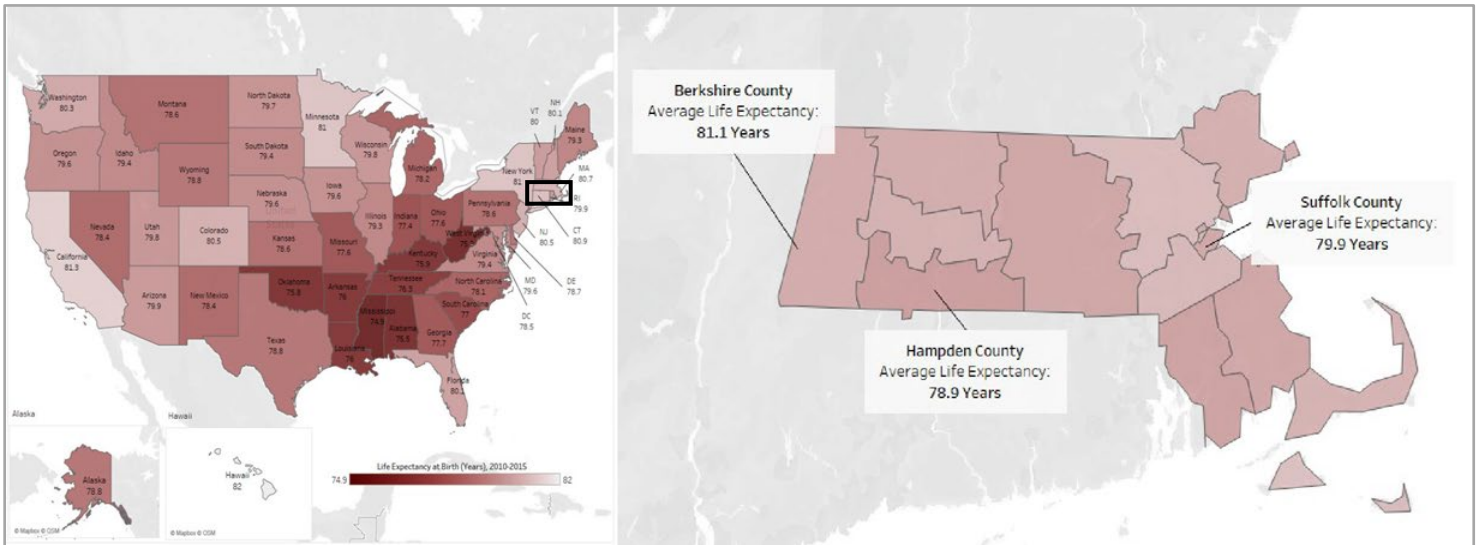 Washington
80.3
Montana
78.6
North Dakota
79.7
Minnesota
81
VT
80
NH
80.1
Maine
79.3
Oregon
79.6
Idaho
79.4
Wyoming
78.8
South Dakota
79.4
Wisconsin
79.8
Michigan
78.2
New York
81
MA
80.7
RI
79.9
CT
80.9
NJ
80.5
DE
78.7
MD
79.6
DC
78.5
Nevada
78.4
Utah
79.8
Colorado
80.5
Nebraska
79.6
Iowa
79.6
Illinois
79.3
Indiana
77.4
Ohio
77.6
Pennsylvania
78.6
West Virginia
California
81.3
Kansas
78.6
Missouri
77.6
Kentucky
75.9
Virginia
79.4
Arizona
79.9
New Mexico
78.4
Oklahoma
75.8
Arkansas
76
Tennessee
76.3
North Carolina
78.1
South Carolina
77
Texas
78.8
Louisiana
76
Mississippi
74.9
Alabama
75.5
Georgia
77.7
Florida
Alaska
Hawaii
Alaska
78.8
Hawaii
82
© Mapbox © OSM
© Mapbox © OSM
Life Expectancy at Birth (Years), 2010-2015
74.9
82
Berkshire County
Average Life Expectancy:
81.1 Years
Suffolk County
Average Life Expectancy:
79.9 Years
Hampden County
Average Life Expectancy:
78.9 Years